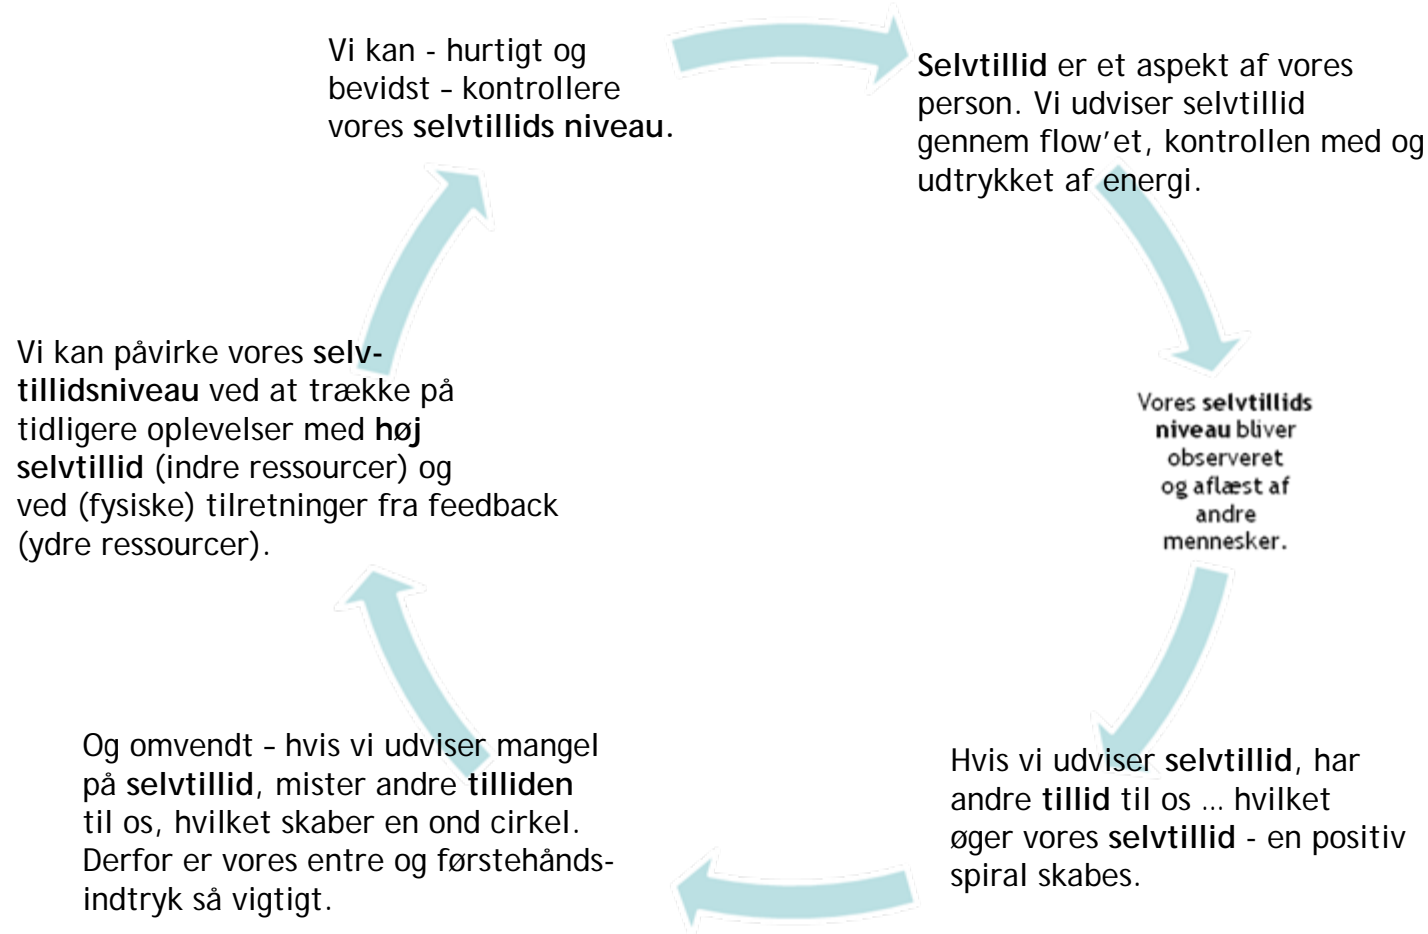 Vi kan - hurtigt og
bevidst – kontrollere
vores selvtillids niveau.
Selvtillid er et aspekt af vores
person. Vi udviser selvtillid
gennem flow’et, kontrollen med og
udtrykket af energi.
Vores selvtillids
niveau bliver
observeret
og aflæst af
andre
mennesker.
Hvis vi udviser selvtillid, har
andre tillid til os … hvilket
øger vores selvtillid - en positiv
spiral skabes.
Og omvendt – hvis vi udviser mangel
på selvtillid, mister andre tilliden
til os, hvilket skaber en ond cirkel.
Derfor er vores entre og førstehånds-
indtryk så vigtigt.
Vi kan påvirke vores selv-
tillidsniveau ved at trække på
tidligere oplevelser med høj
selvtillid (indre ressourcer) og
ved (fysiske) tilretninger fra feedback
(ydre ressourcer).